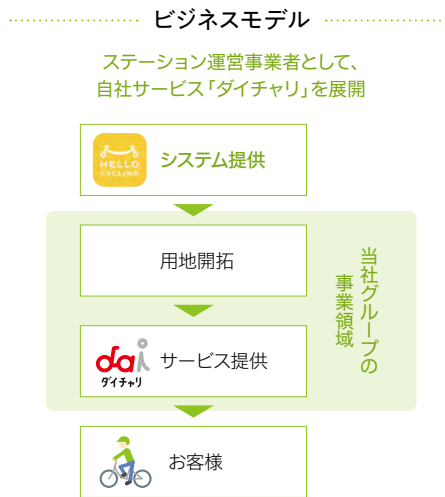 ビジネスモデル
ステーション運営事業者として、
自社サービス「ダイチャリ」を展開
HELLO
CYCLING
システム提供
用地開拓
当社グループの
事業領域
dai
ダイチャリ
サービス提供
お客様